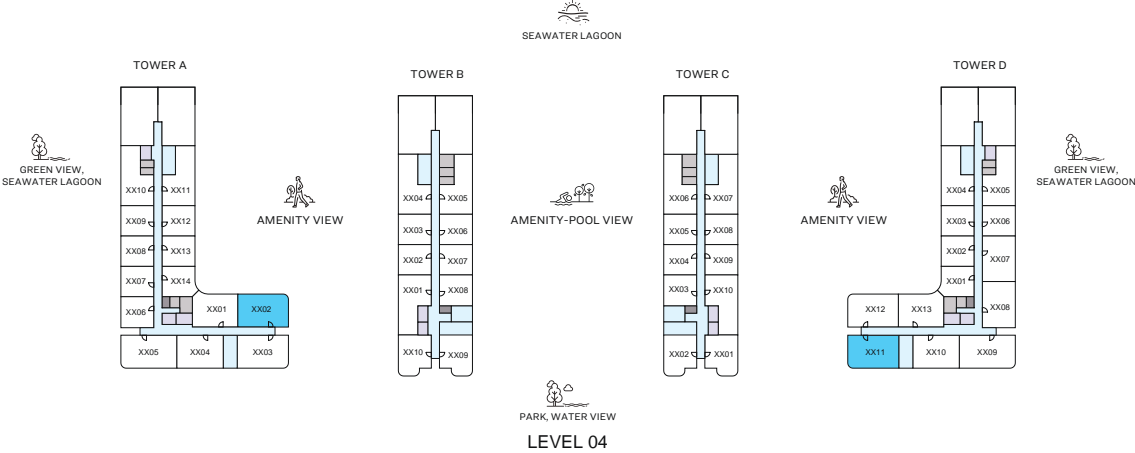 SEAWATER LAGOON
TOWER A
TOWER B
TOWER C
TOWER D
GREEN VIEW,
SEAWATER LAGOON
AMENITY VIEW
AMENITY-POOL VIEW
AMENITY VIEW
GREEN VIEW,
SEAWATER LAGOON
XX10 XX11
XX09 XX12
XX08 XX13
XX07 XX14
XX06 XX01 XX02
XX05 XX04 XX03
XX04 XX05
XX03 XX06
XX02 XX07
XX01 XX08
XX10 XX09
XX06 XX07
XX05 XX08
XX04 XX09
XX03 XX10
XX02 XX01
XX04 XX05
XX03 XX06
XX02 XX07
XX01
XX12 XX13 XX08
XX11 XX10 XX09
PARK, WATER VIEW
LEVEL 04